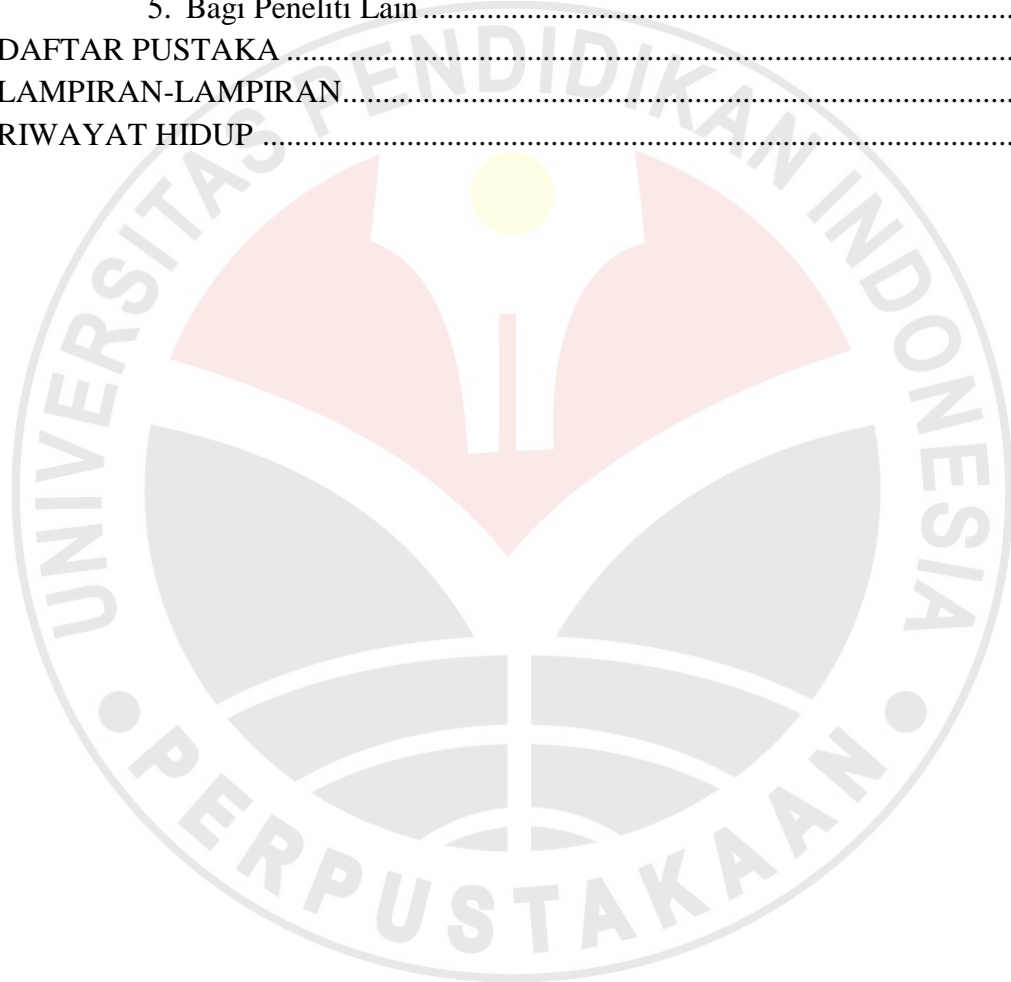 5. Bagi Peneliti Lain ........................................................................................
DAFTAR PUSTAKA ...........................................................................................
LAMPIRAN-LAMPIRAN....................................................................................
RIWAYAT HIDUP ..............................................................................................
UNIVERSITAS PENDIDIKAN INDONESIA
PERPUSTAKAAN